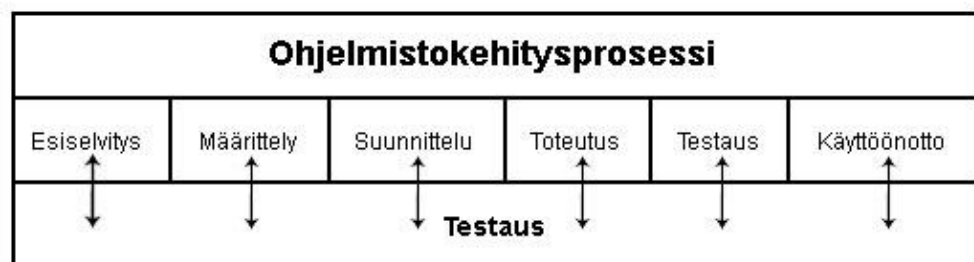 Ohjelmistokehitysprosessi
Esiselvitys Määrittely Suunnittelu Toteutus Testaus Käyttöönotto
Testaus